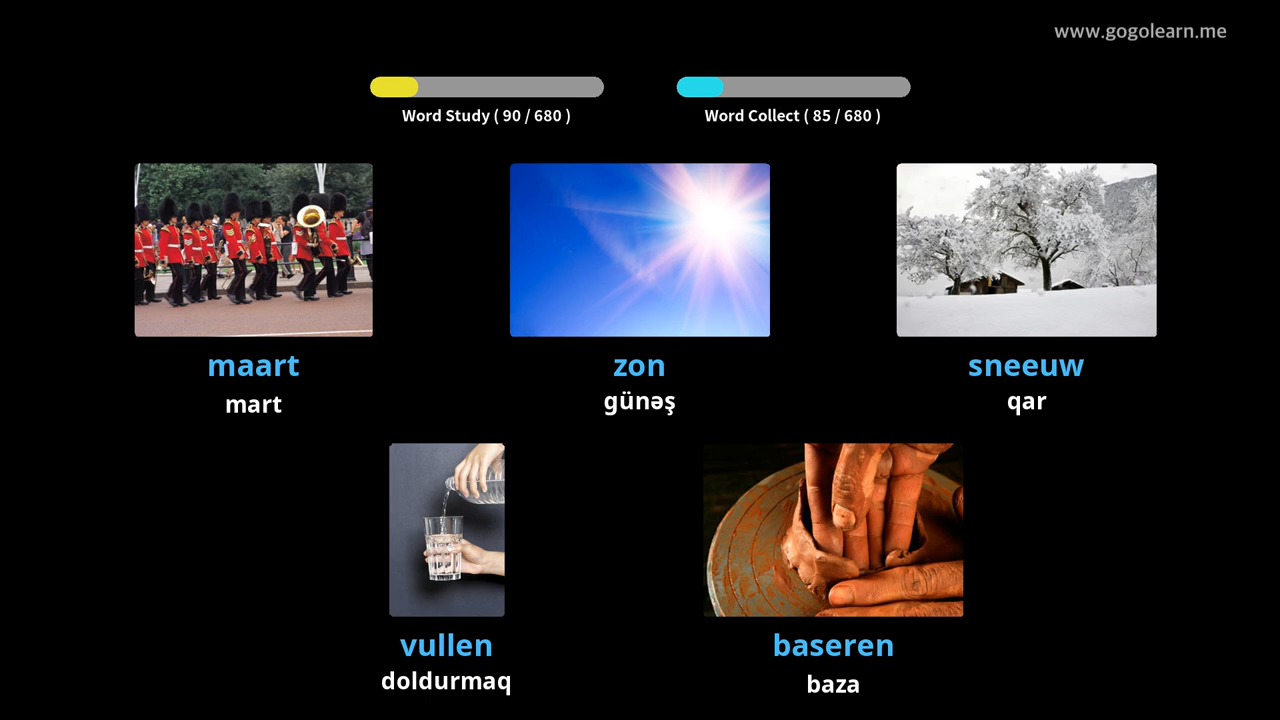 www.gogolearn.me
Word Study ( 90 / 680 )
Word Collect ( 85 / 680 )
maart
mart
zon
günəş
sneeuw
qar
vullen
doldurmaq
baseren
baza